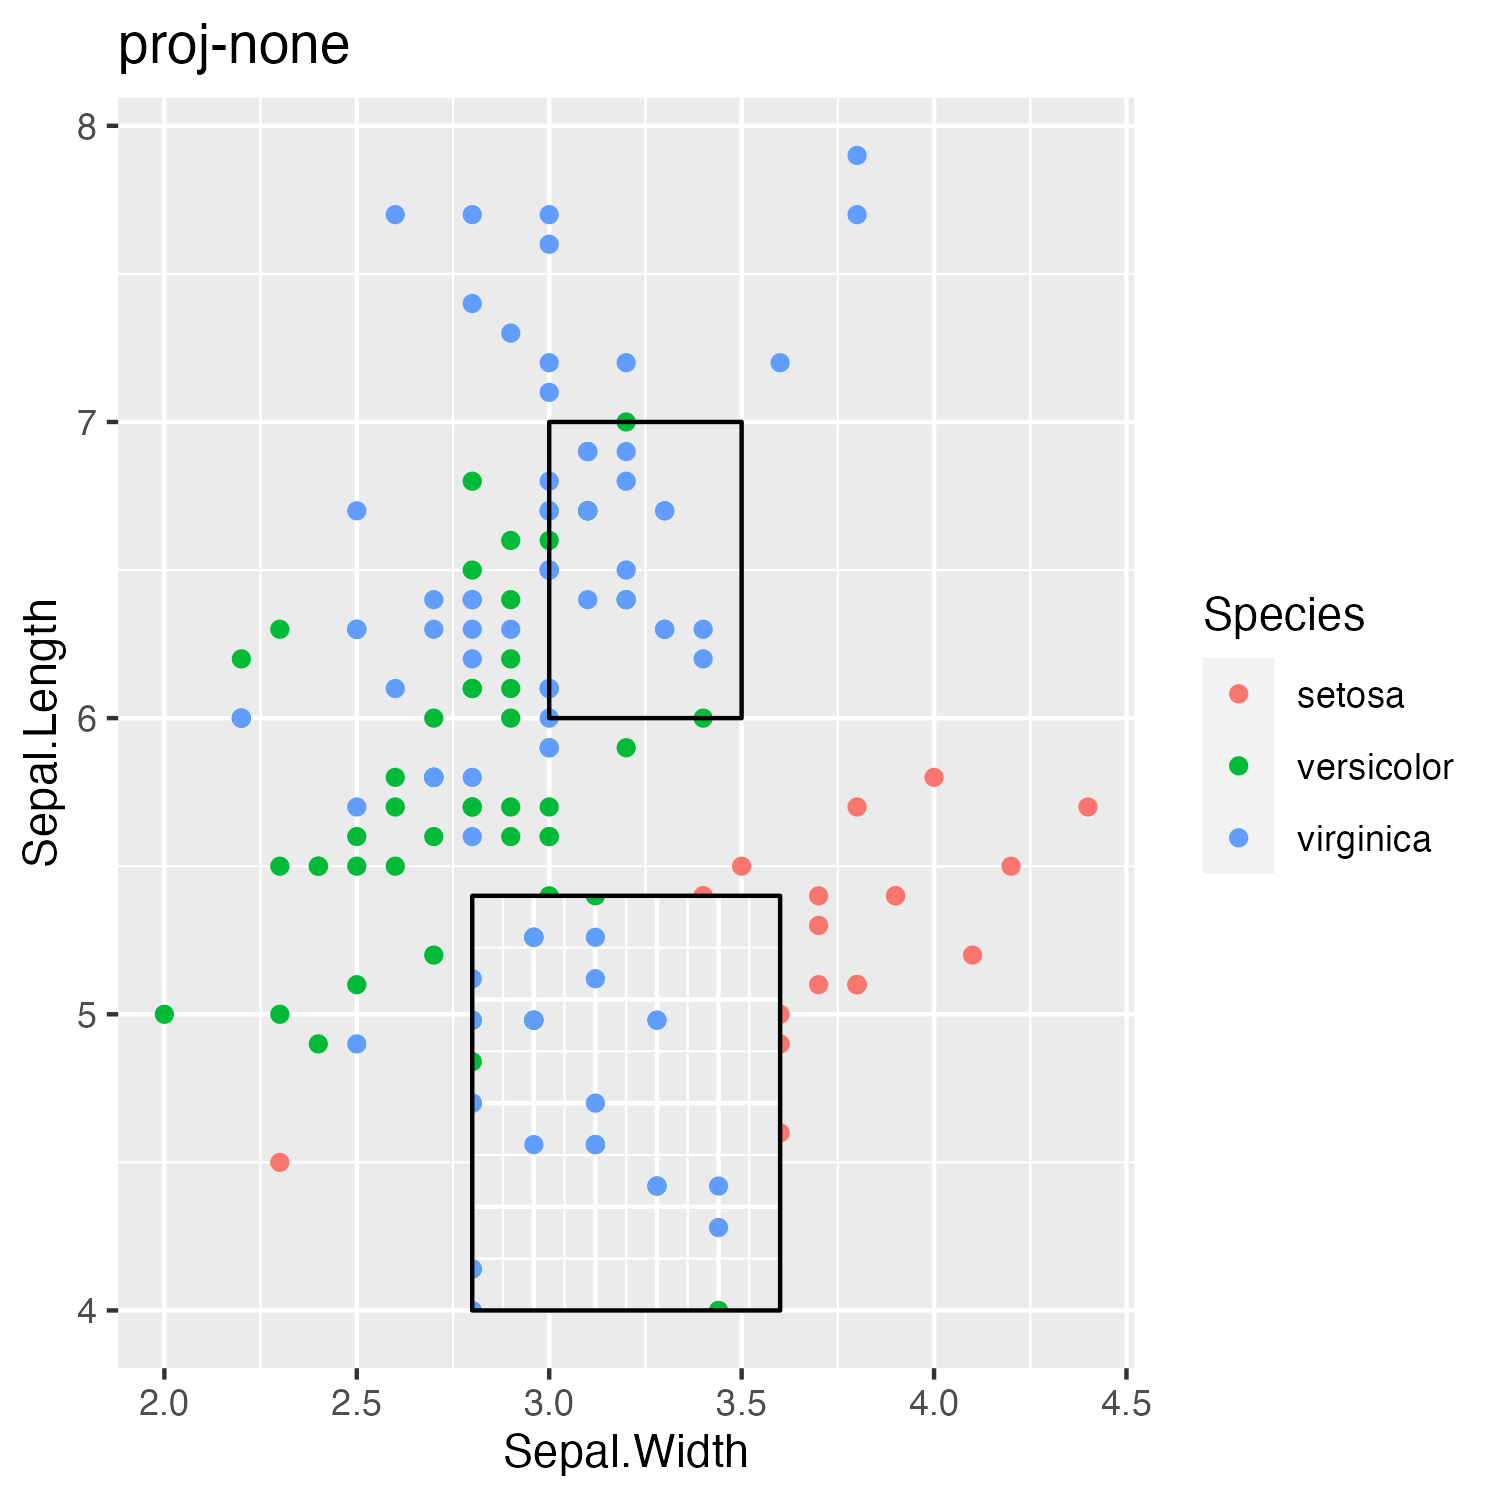 proj-none
8
7
6
5
4
Sepal.Length
2.0 2.5 3.0 3.5 4.0 4.5
Sepal.Width
Species
setosa
versicolor
virginica